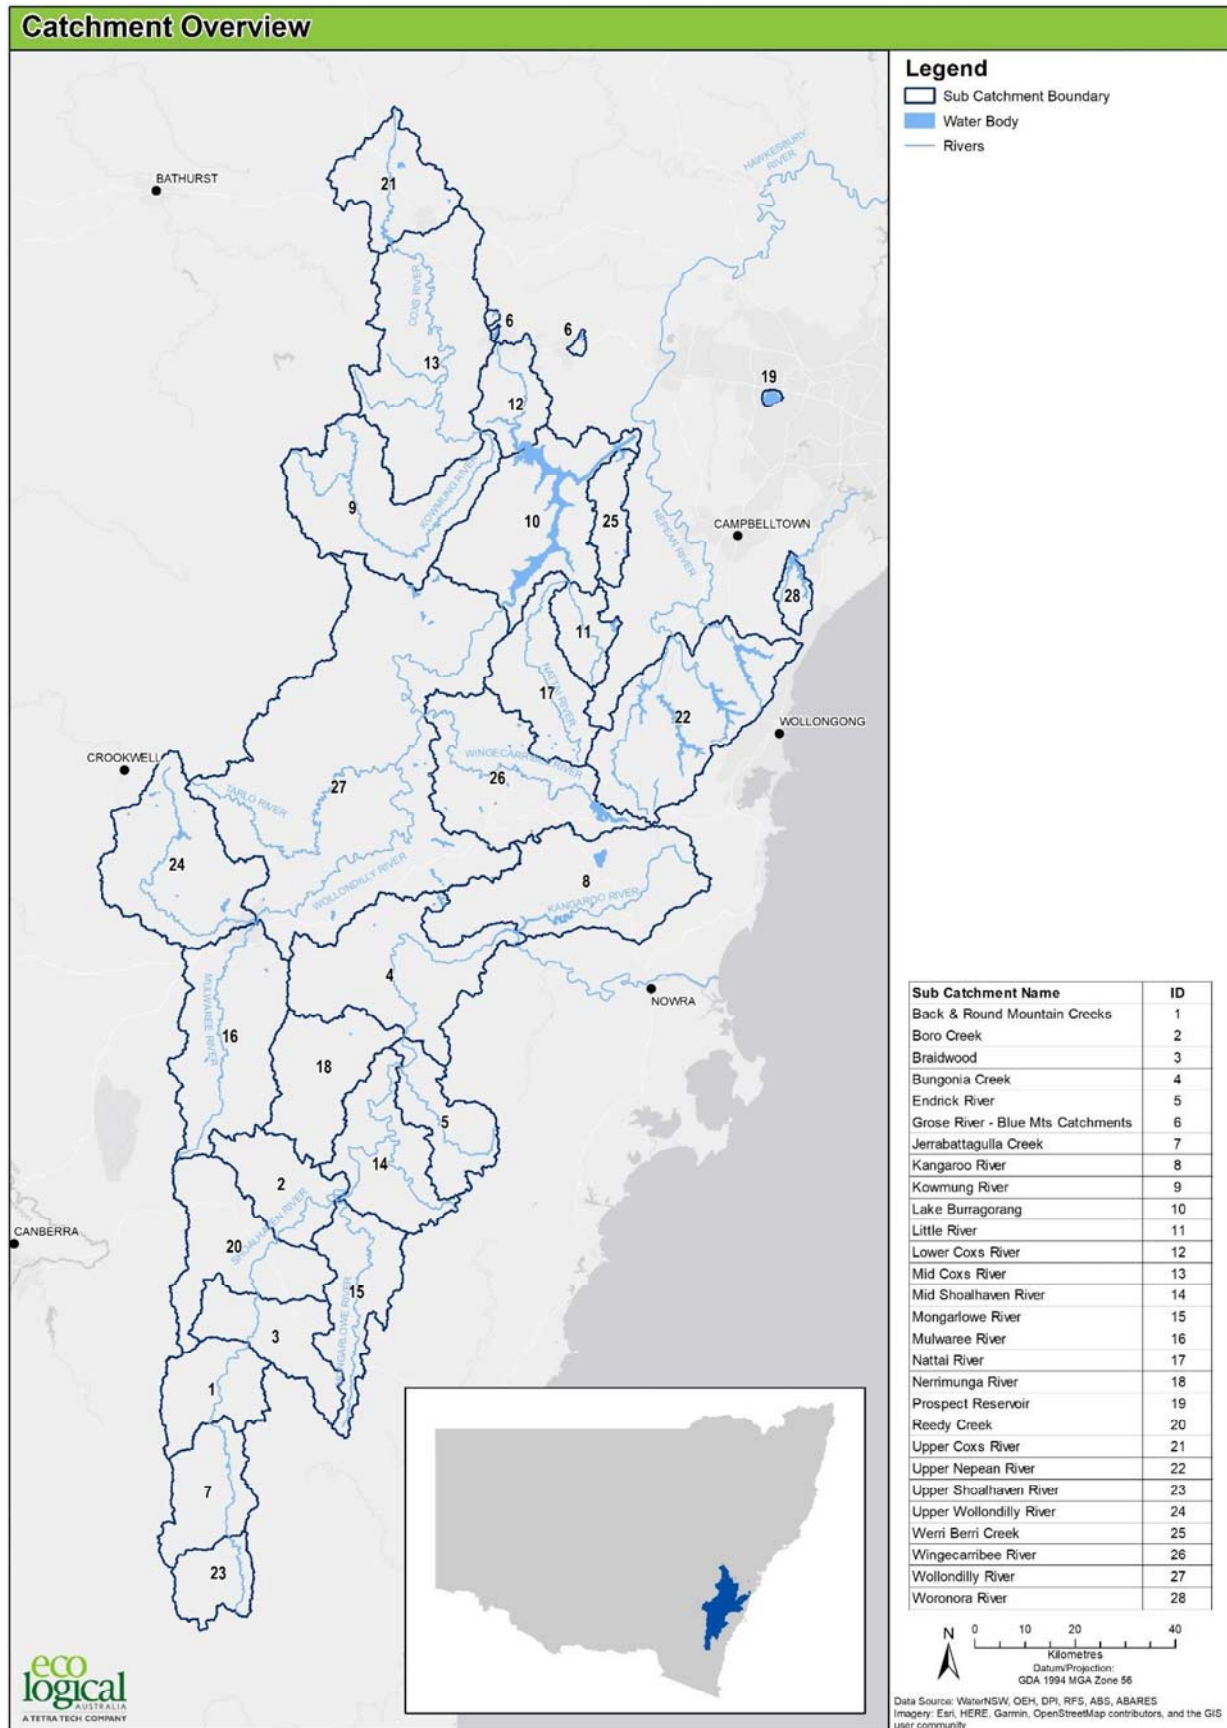 Catchment Overview
Legend
Sub Catchment Boundary
Water Body
Rivers
HAWKESBURY
RIVER
BATHURST
21
COXS RIVER
6
6
13
19
12
KOWMUNG RIVER
9
10
25
NEPEAN RIVER
CAMPBELLTOWN
28
11
NATTAI RIVER
17
22
WOLLONGONG
CROOKWELL
WINGECARRIBEE RIVER
26
TARLO RIVER
27
24
WOLLONDILLY RIVER
8
KANGAROO RIVER
4
MULWAREE RIVER
NOWRA
16
18
5
14
2
SHOALHAVEN RIVER
CANBERRA
20
15
MONGARLOWE RIVER
3
1
7
23
Sub Catchment Name ID
Back & Round Mountain Creeks 1
Boro Creek 2
Braidwood 3
Bungonia Creek 4
Endrick River 5
Grose River - Blue Mts Catchments 6
Jerrabattagulla Creek 7
Kangaroo River 8
Kowmung River 9
Lake Burragorang 10
Little River 11
Lower Coxs River 12
Mid Coxs River 13
Mid Shoalhaven River 14
Mongarlowe River 15
Mulwaree River 16
Nattai River 17
Nerrimunga River 18
Prospect Reservoir 19
Reedy Creek 20
Upper Coxs River 21
Upper Nepean River 22
Upper Shoalhaven River 23
Upper Wollondilly River 24
Werri Berri Creek 25
Wingecarribee River 26
Wollondilly River 27
Woronora River 28
N
0 10 20 40
Kilometres
Datum/Projection:
GDA 1994 MGA Zone 56
eco
logical
AUSTRALIA
A TETRA TECH COMPANY
Data Source: WaterNSW, OEH, DPI, RFS, ABS, ABARES
Imagery: Esri, HERE, Garmin, OpenStreetMap contributors, and the GIS
user community